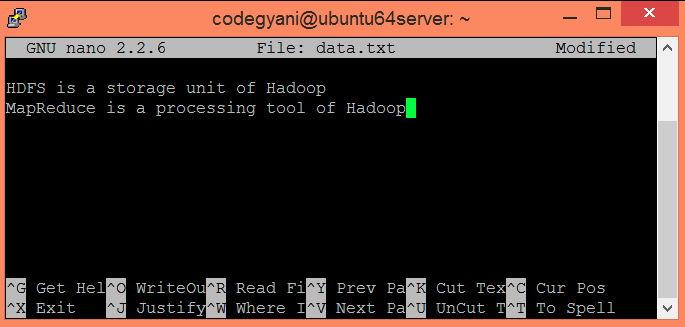 codegyani@ubuntu64server: ~
GNU nano 2.2.6 File: data.txt Modified
HDFS is a storage unit of Hadoop
MapReduce is a processing tool of Hadoop
^G Get Hel^O WriteOu^R Read Fi^Y Prev Pa^K Cut Tex^C Cur Pos
^X Exit ^J Justify^W Where I^V Next Pa^U UnCut T^T To Spell